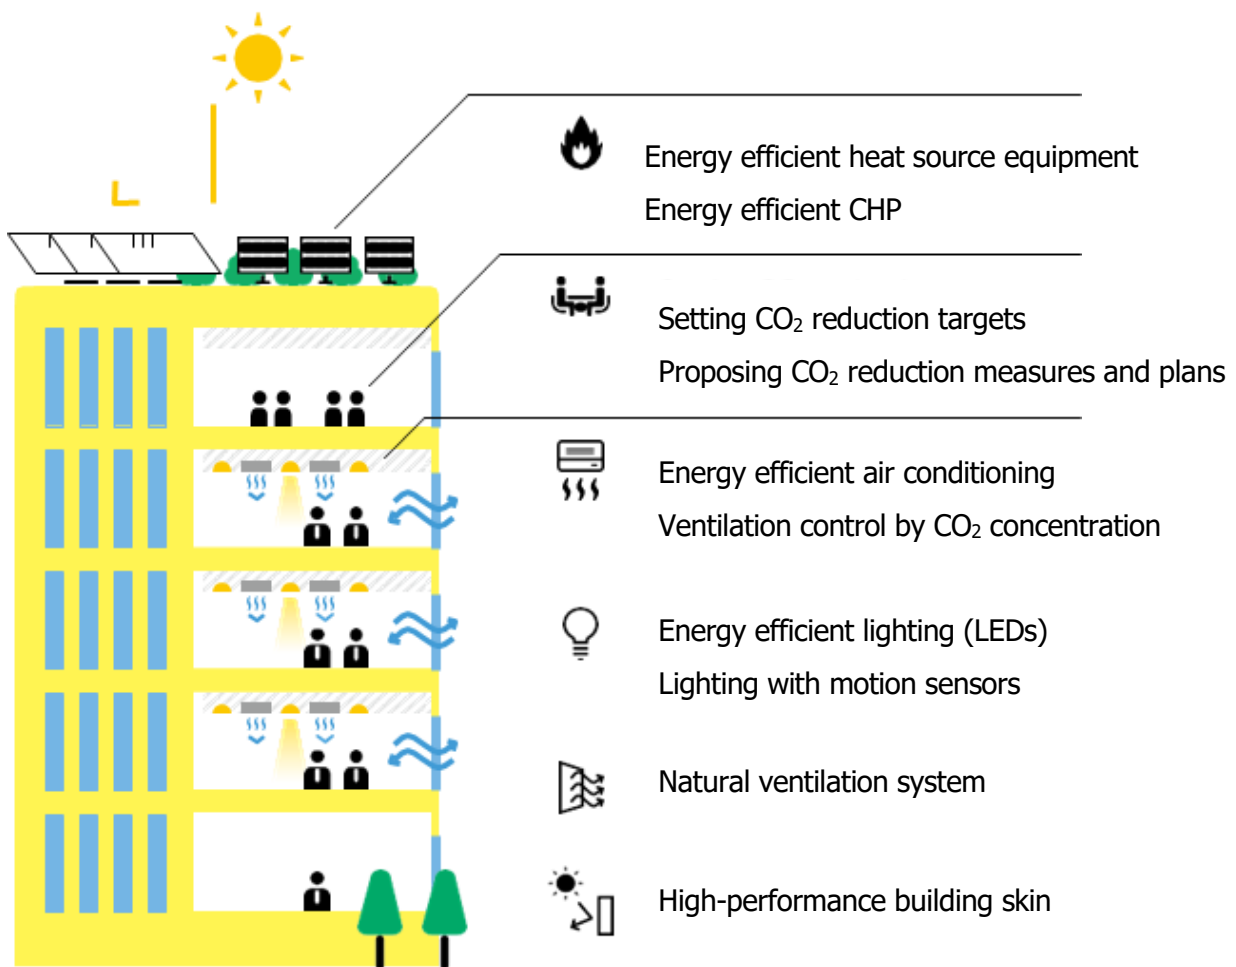 Energy efficient heat source equipment
Energy efficient CHP
Setting CO₂ reduction targets
Proposing CO₂ reduction measures and plans
Energy efficient air conditioning
Ventilation control by CO₂ concentration
Energy efficient lighting (LEDs)
Lighting with motion sensors
Natural ventilation system
High-performance building skin